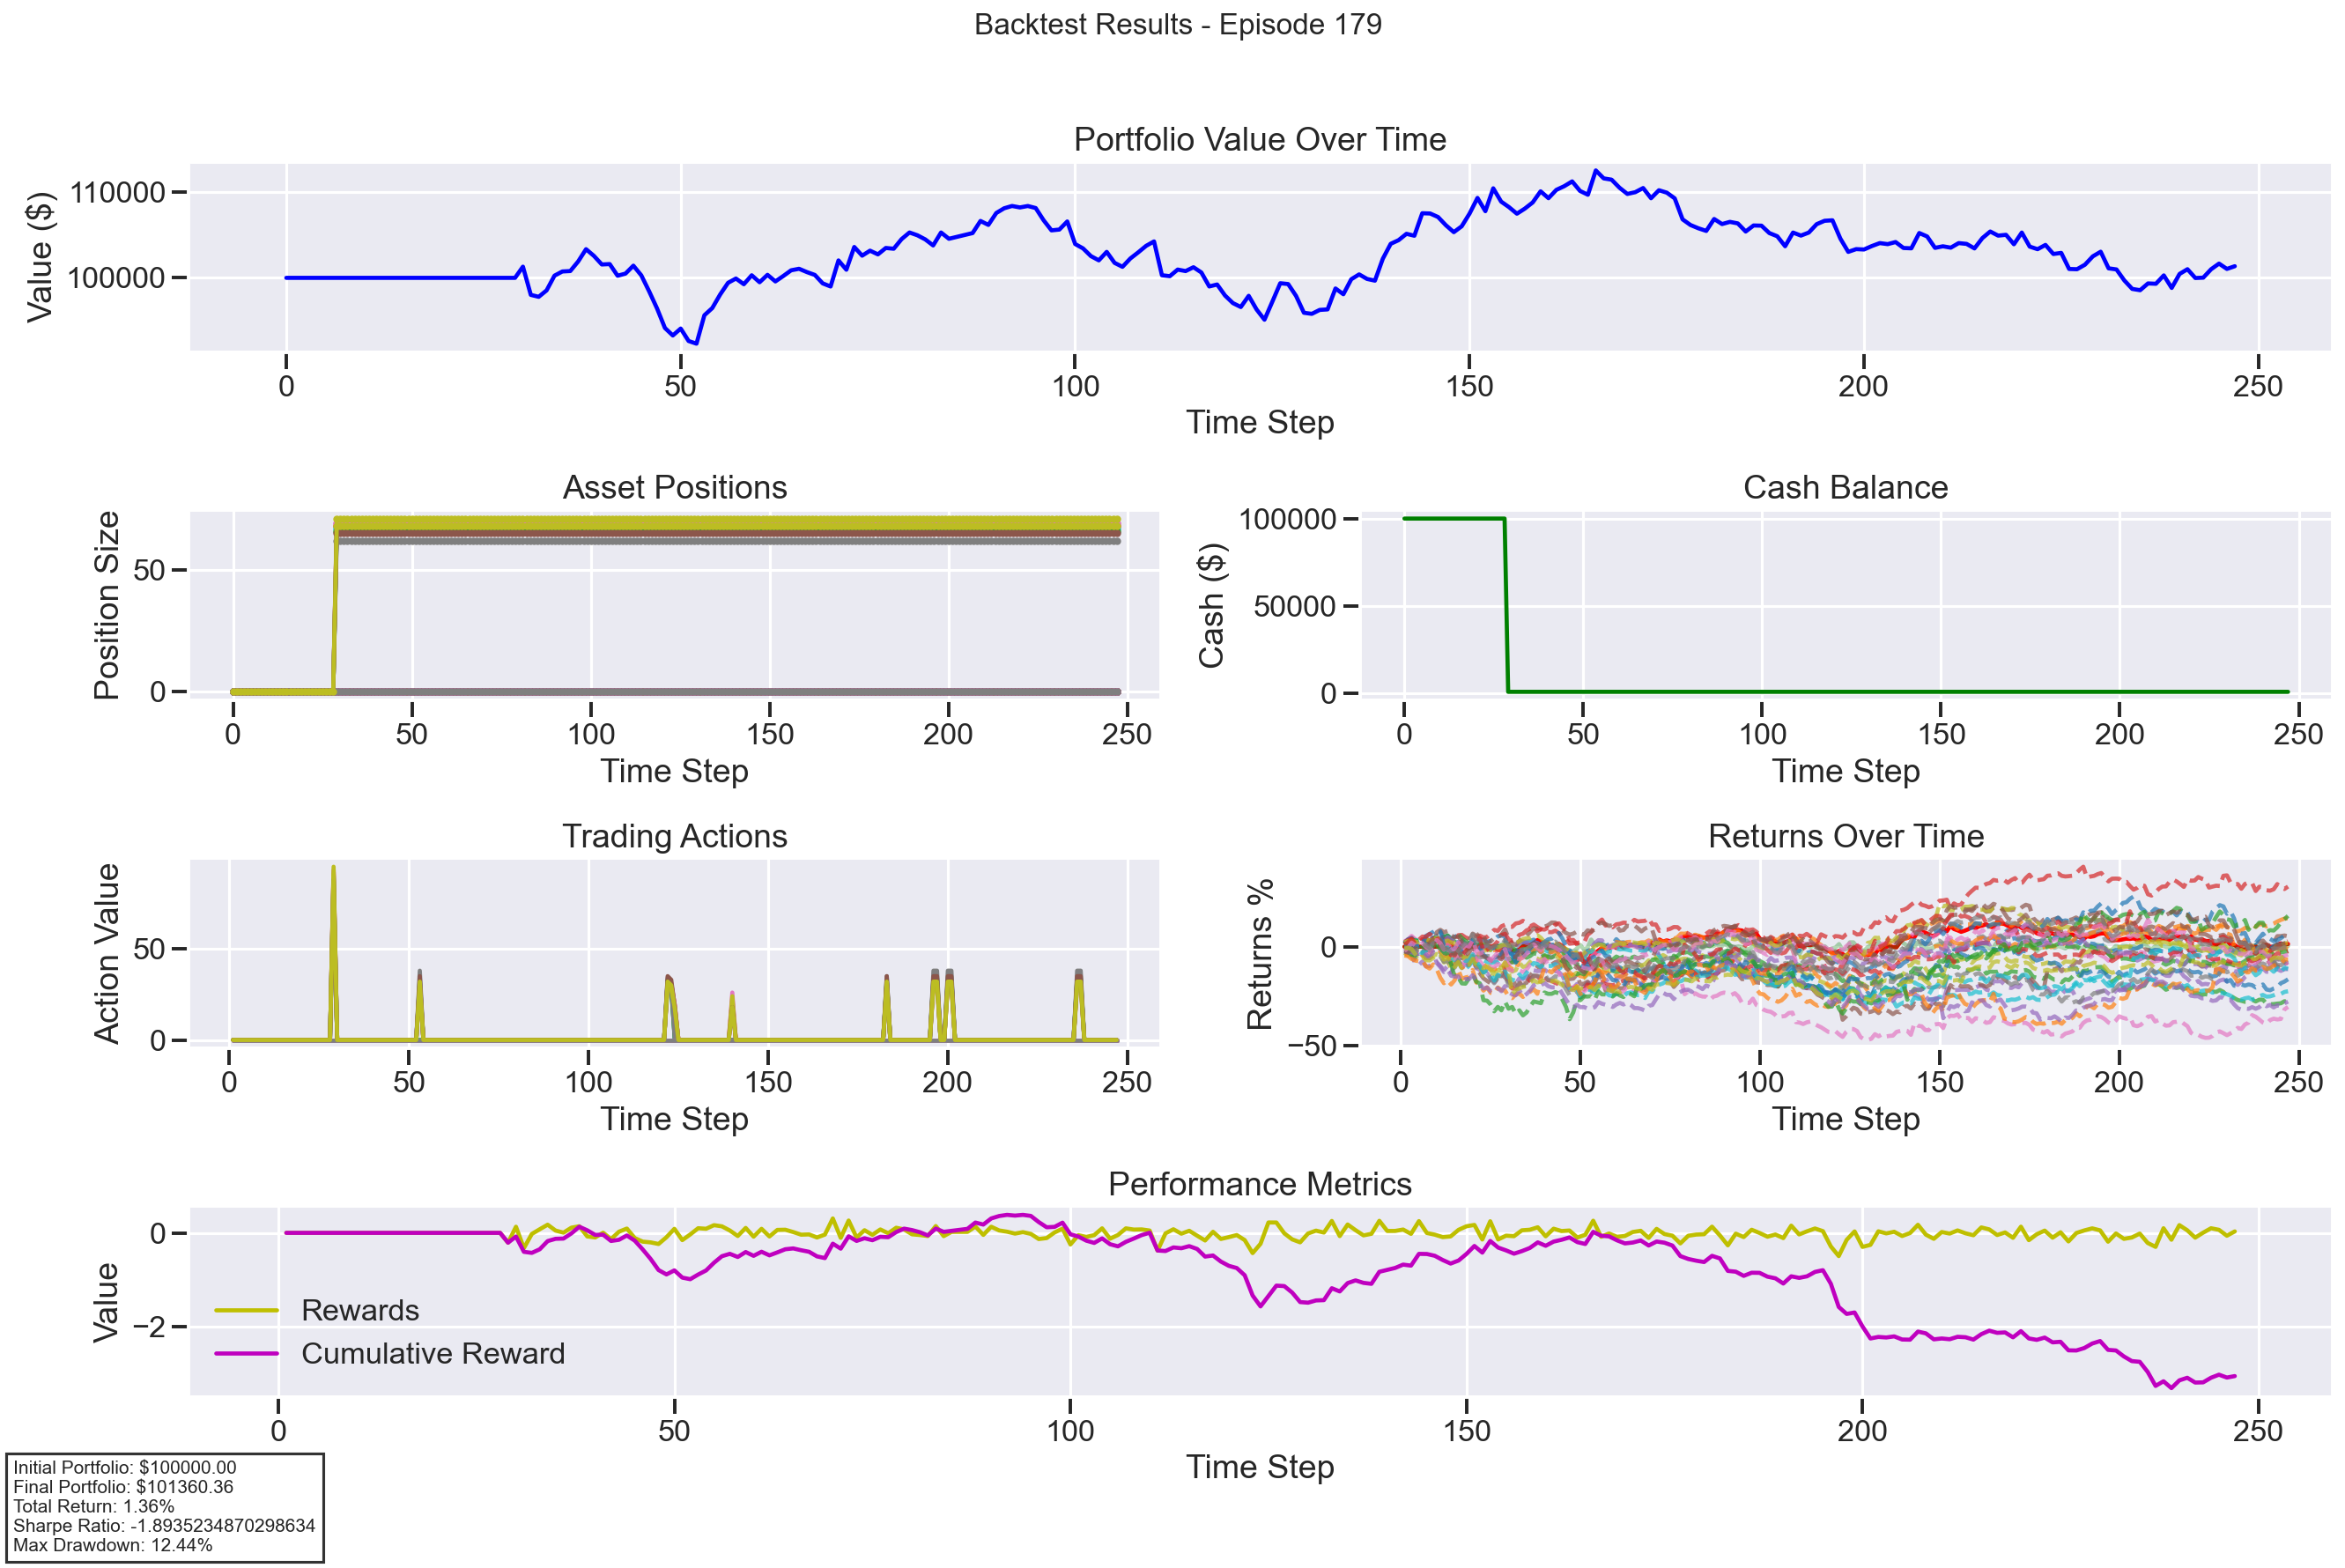 Backtest Results - Episode 179
Portfolio Value Over Time
Value ($)
110000
100000
0 50 100 150 200 250
Time Step
Asset Positions
Position Size
50
0
0 50 100 150 200 250
Time Step
Cash Balance
Cash ($)
100000
50000
0
0 50 100 150 200 250
Time Step
Trading Actions
Action Value
50
0
0 50 100 150 200 250
Time Step
Returns Over Time
Returns %
0
−50
0 50 100 150 200 250
Time Step
Performance Metrics
Value
0
−2
Rewards
Cumulative Reward
0 50 100 150 200 250
Time Step
Initial Portfolio: $100000.00
Final Portfolio: $101360.36
Total Return: 1.36%
Sharpe Ratio: -1.8935234870298634
Max Drawdown: 12.44%